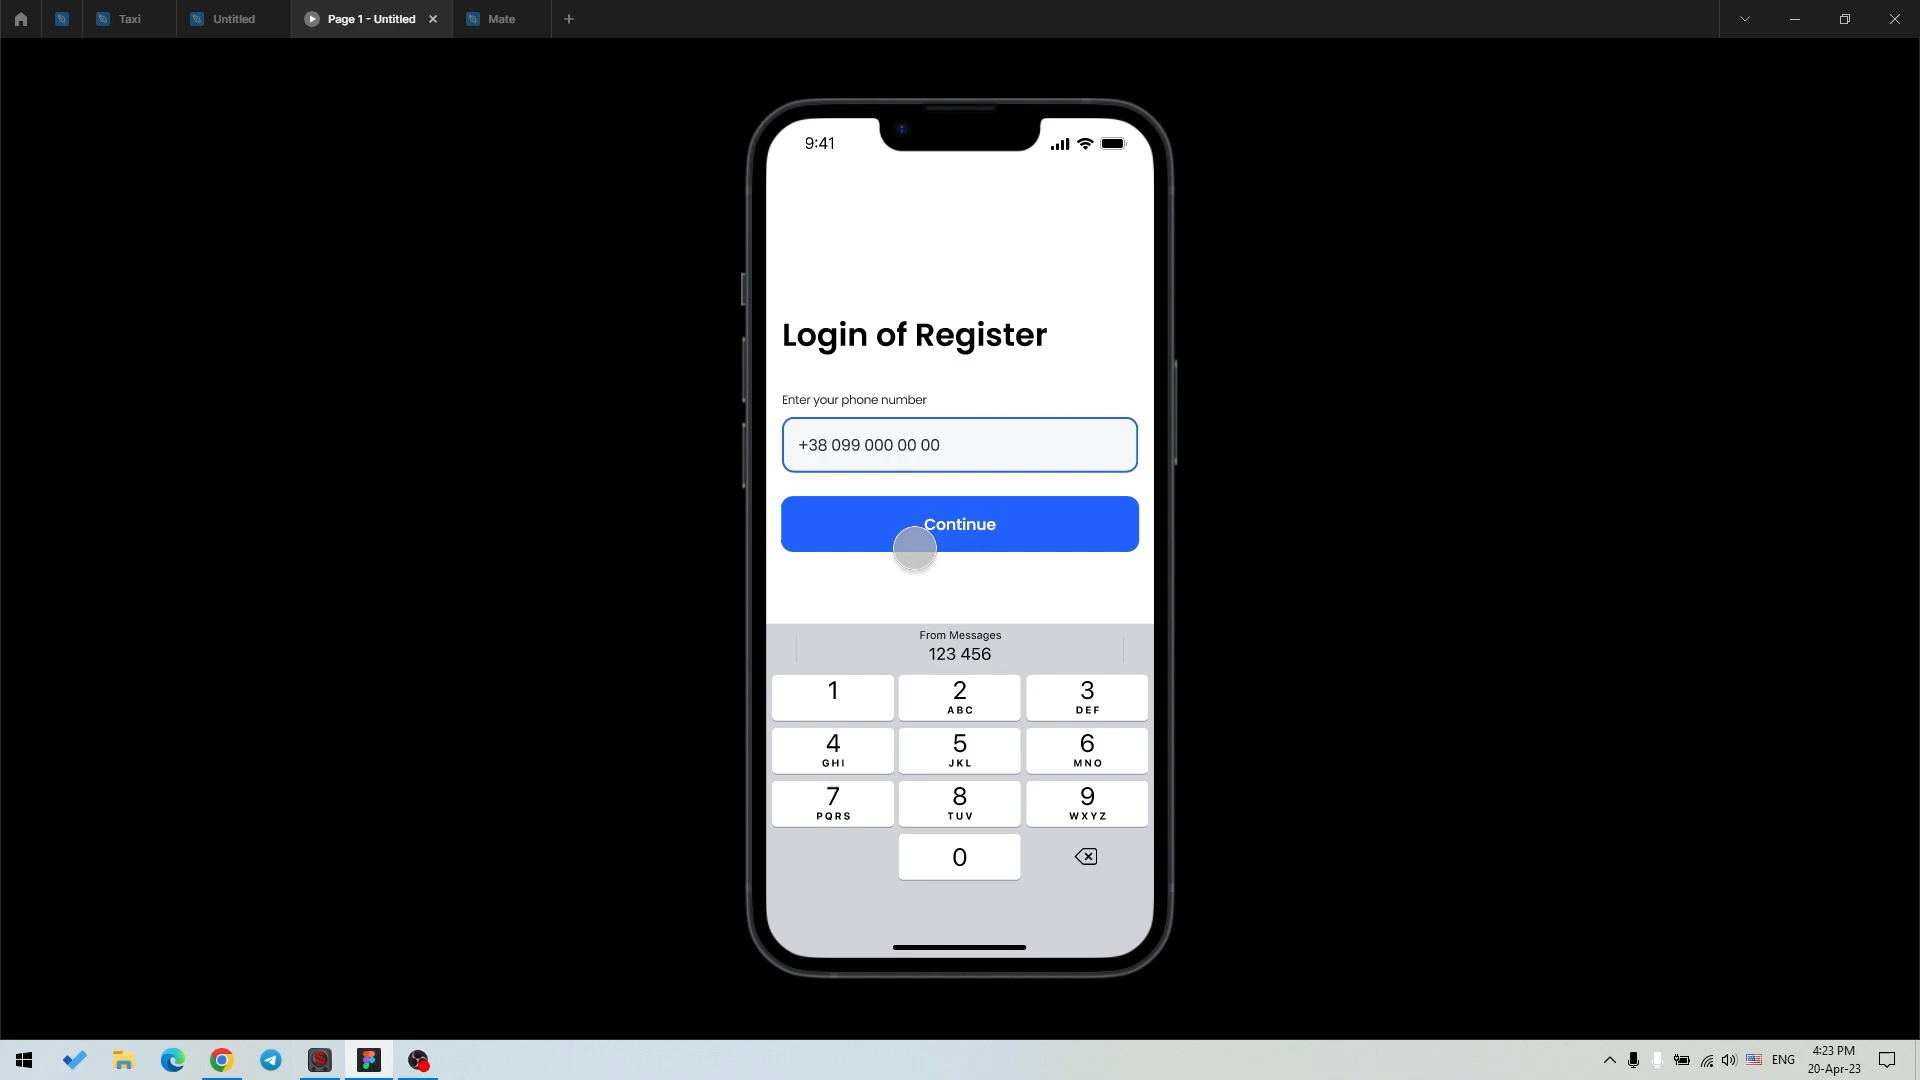 Taxi
Untitled
Page 1 - Untitled
Mate
9:41
Login of Register
Enter your phone number
+38 099 000 00 00
Continue
From Messages
123 456
1
2
ABC
3
DEF
4
GHI
5
JKL
6
MNO
7
PQRS
8
TUV
9
WXYZ
0
ENG
4:23 PM
20-Apr-23